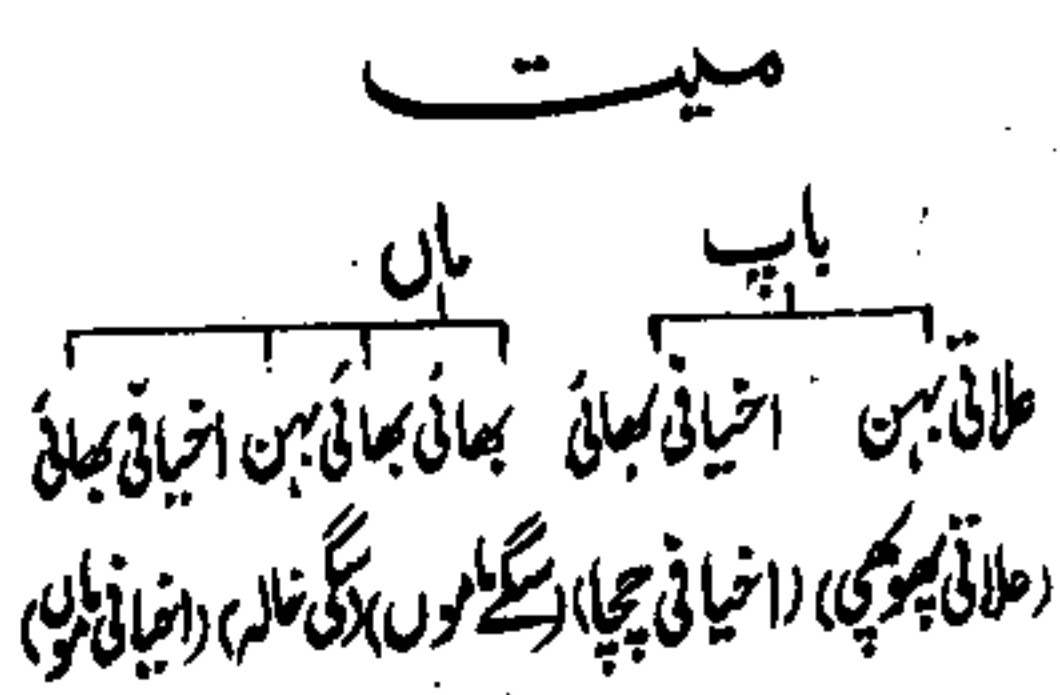 میت
باپ ماں
علاتی بہن اخیافی بھائی بھائی بھائی بہن اخیافی بھائی
(علاتی پھوپھی) (اخیافی چچا) (سگے ماموں) (سگی خالہ) (اخیافی ماموں)